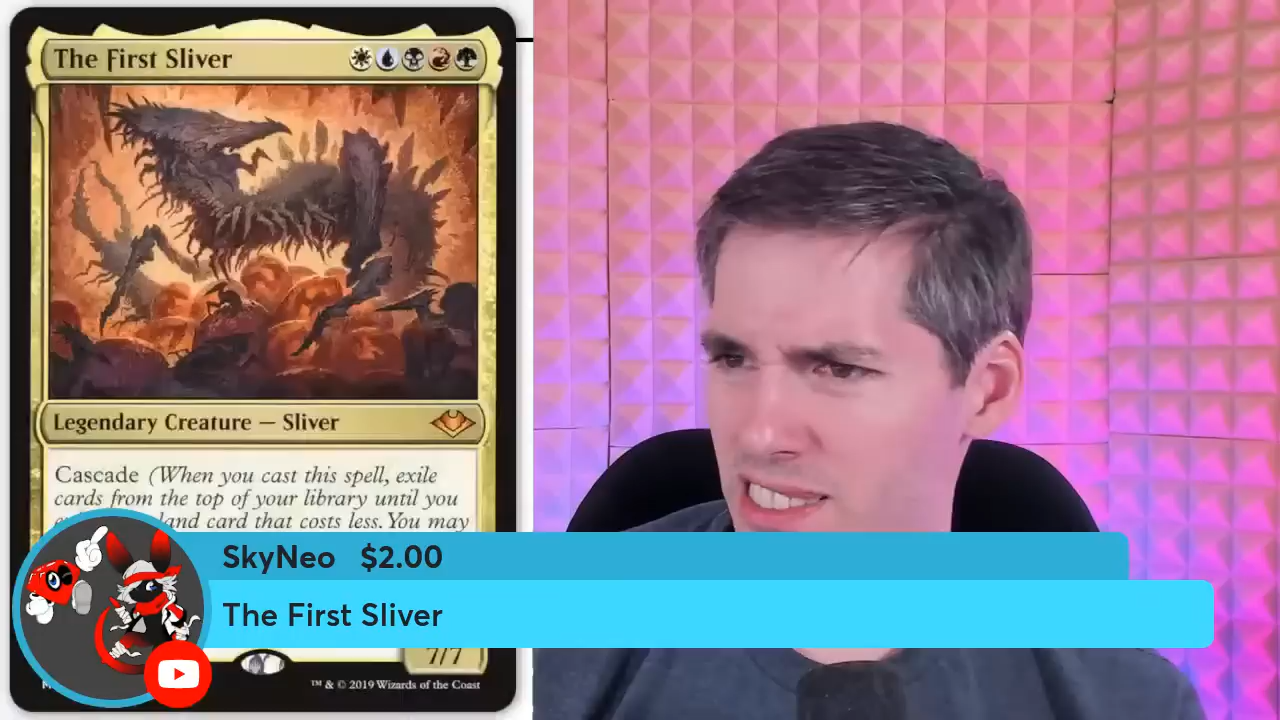 The First Sliver
Legendary Creature — Sliver
Cascade (When you cast this spell, exile
cards from the top of your library until you
land card that costs less. You may
SkyNeo $2.00
The First Sliver
7/7
™ & © 2019 Wizards of the Coast